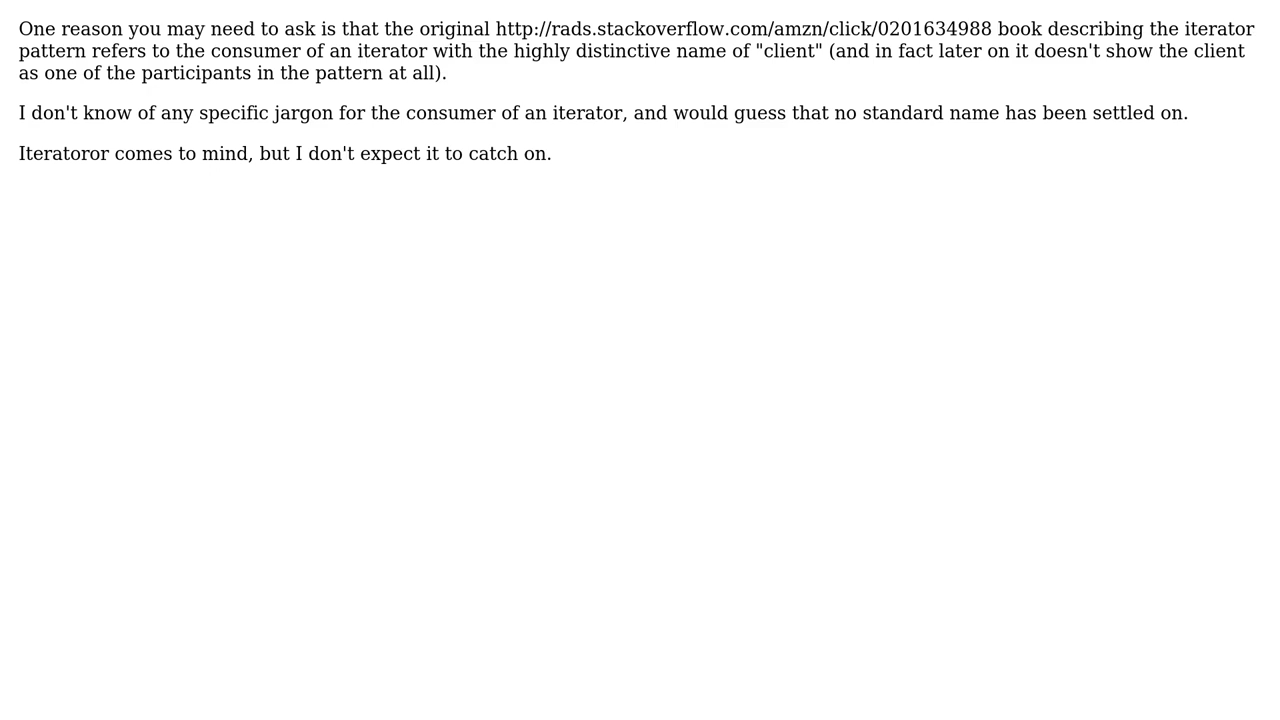 One reason you may need to ask is that the original http://rads.stackoverflow.com/amzn/click/0201634988 book describing the iterator
pattern refers to the consumer of an iterator with the highly distinctive name of "client" (and in fact later on it doesn't show the client
as one of the participants in the pattern at all).
I don't know of any specific jargon for the consumer of an iterator, and would guess that no standard name has been settled on.
Iteratoror comes to mind, but I don't expect it to catch on.